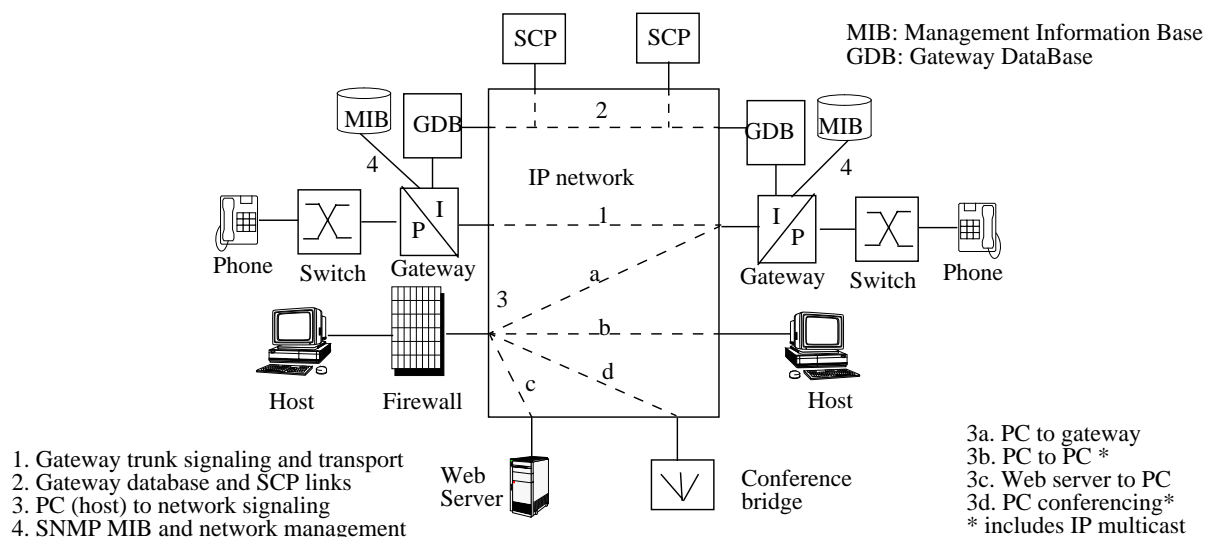 SCP
SCP
MIB: Management Information Base
GDB: Gateway DataBase
MIB
GDB
2
GDB
MIB
4
4
IP network
I
P
1
I
P
Phone
Switch
Gateway
a
Gateway
Switch
Phone
3
b
d
c
Host
Firewall
Host
1. Gateway trunk signaling and transport
2. Gateway database and SCP links
3. PC (host) to network signaling
4. SNMP MIB and network management
Web
Server
Conference
bridge
3a. PC to gateway
3b. PC to PC *
3c. Web server to PC
3d. PC conferencing*
* includes IP multicast